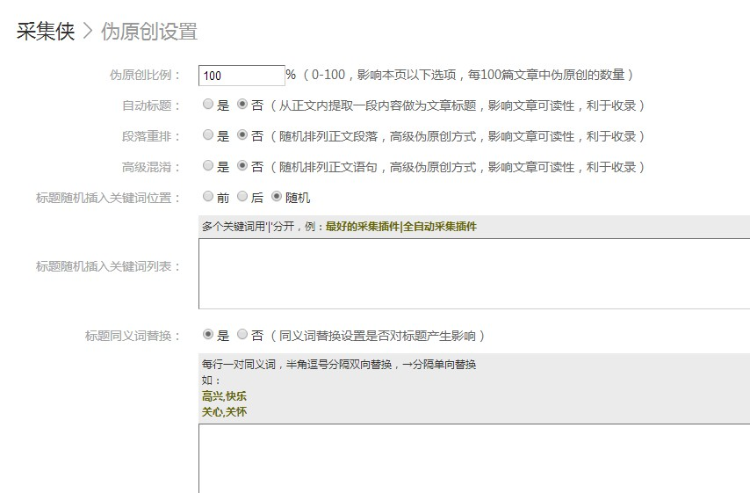 采集侠 > 伪原创设置
伪原创比例： 100 %（0-100，影响本页以下选项，每100篇文章中伪原创的数量）
自动标题： 是 否（从正文内提取一段内容做为文章标题，影响文章可读性，利于收录）
段落重排： 是 否（随机排列正文段落，高级伪原创方式，影响文章可读性，利于收录）
高级混淆： 是 否（随机排列正文语句，高级伪原创方式，影响文章可读性，利于收录）
标题随机插入关键词位置： 前 后 随机
多个关键词用'|'分开，例：最好的采集插件|全自动采集插件
标题随机插入关键词列表：
标题同义词替换： 是 否（同义词替换设置是否对标题产生影响）
每行一对同义词，半角逗号分隔双向替换，→分隔单向替换
如：
高兴,快乐
关心,关怀